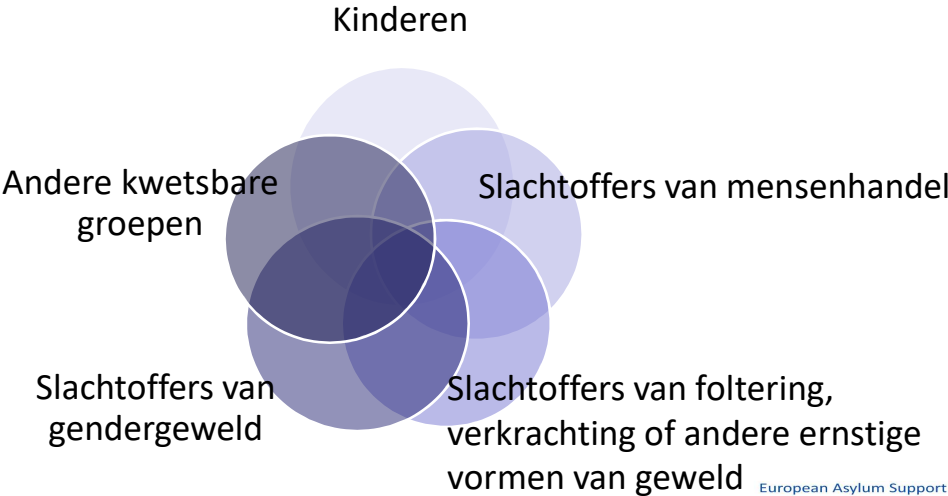 Kinderen
Andere kwetsbare
groepen
Slachtoffers van mensenhandel
Slachtoffers van
gendergeweld
Slachtoffers van foltering,
verkrachting of andere ernstige
vormen van geweld
European Asylum Support